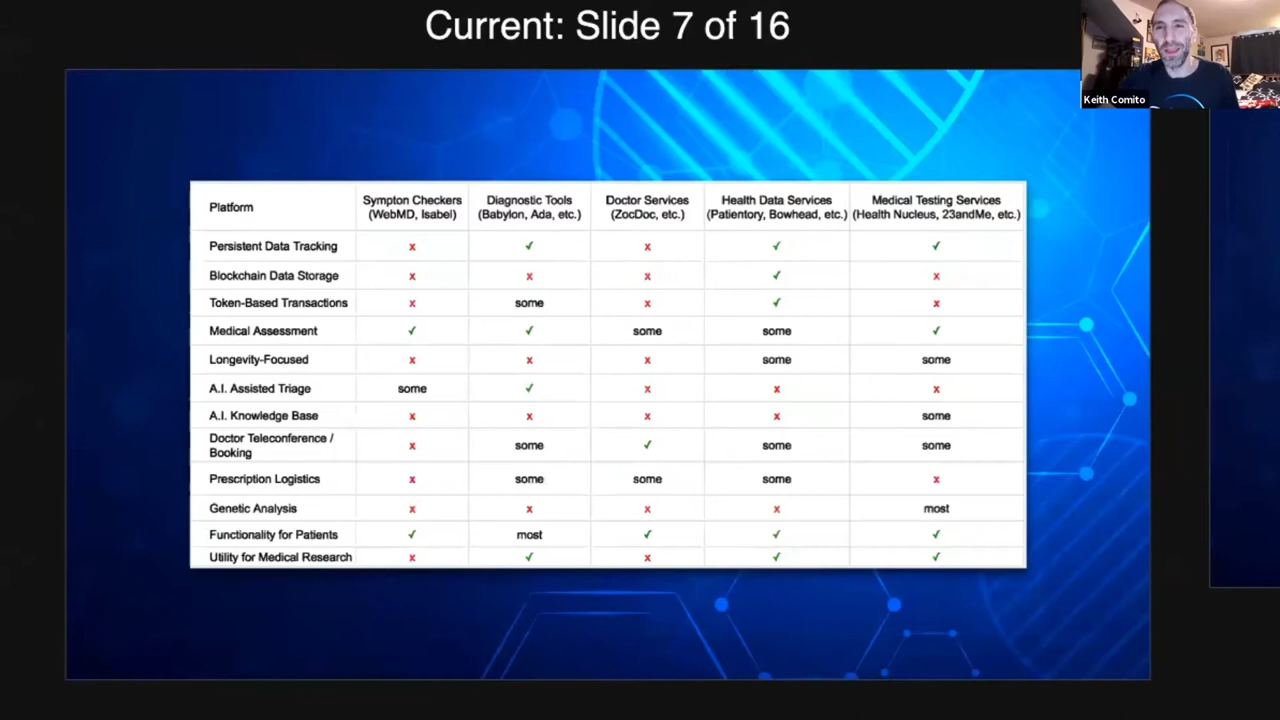 Current: Slide 7 of 16
Keith Comito
Platform Sympton Checkers (WebMD, Isabel) Diagnostic Tools (Babylon, Ada, etc.) Doctor Services (ZocDoc, etc.) Health Data Services (Patientory, Bowhead, etc.) Medical Testing Services (Health Nucleus, 23andMe, etc.)
Persistent Data Tracking x ✓ x ✓ ✓
Blockchain Data Storage x x x ✓ x
Token-Based Transactions x some x ✓ x
Medical Assessment ✓ ✓ some some ✓
Longevity-Focused x x x some some
A.I. Assisted Triage some ✓ x x x
A.I. Knowledge Base x x x x some
Doctor Teleconference / Booking x some ✓ some some
Prescription Logistics x some some some x
Genetic Analysis x x x x most
Functionality for Patients ✓ most ✓ ✓ ✓
Utility for Medical Research x ✓ x ✓ ✓